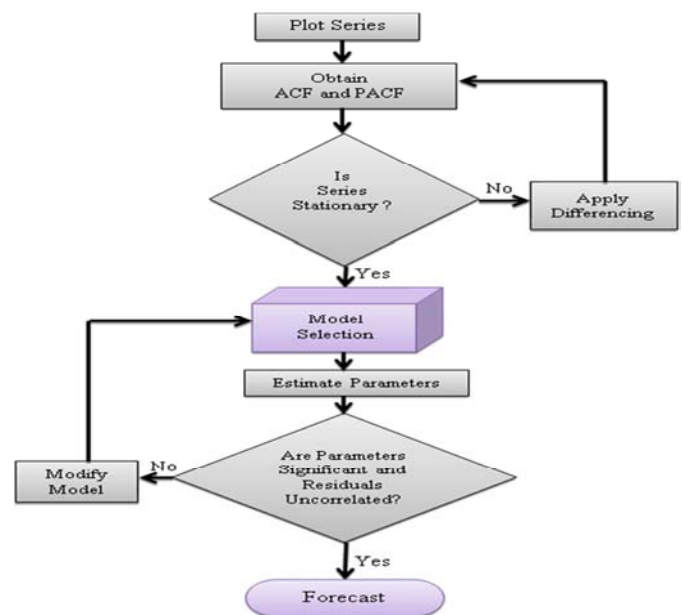 Plot Series
Obtain
ACF and PACF
Is
Series
Stationary ?
No
Apply
Differencing
Yes
Model
Selection
Estimate Parameters
Are Parameters
Significant and
Residuals
Uncorrelated?
No
Modify
Model
Yes
Forecast